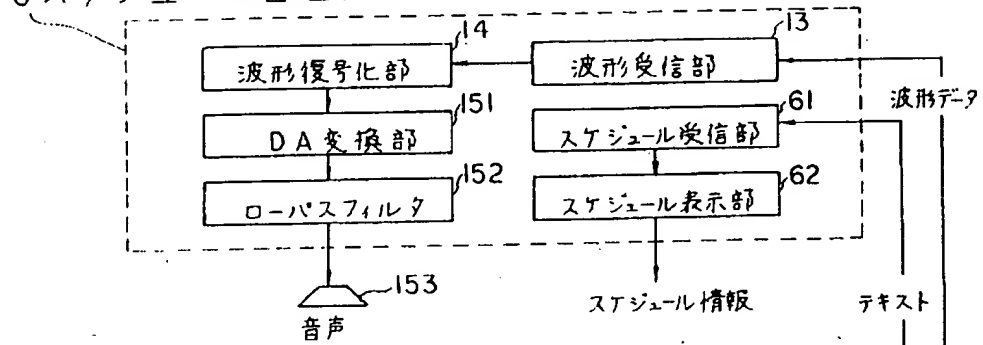 14
13
波形復号化部
波形受信部
波形データ
151
61
DA変換部
スケジュール受信部
152
62
ローパスフィルタ
スケジュール表示部
153
音声
スケジュール情報
テキスト